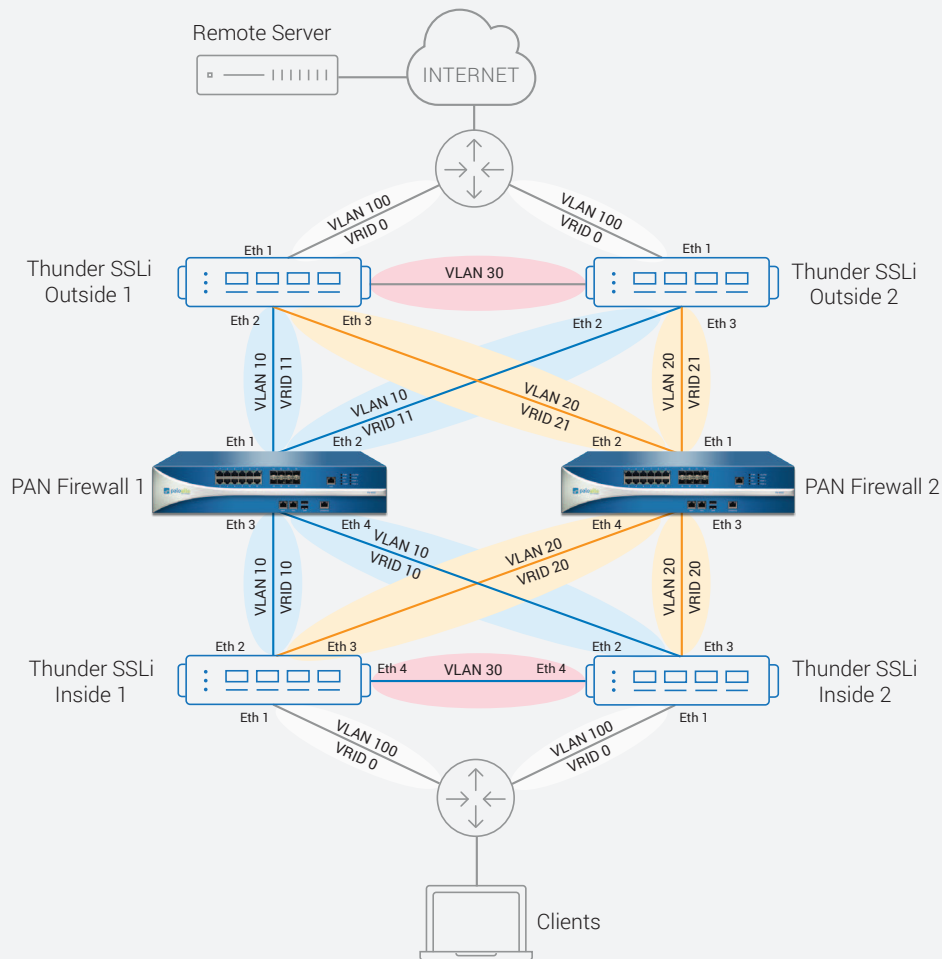 Remote Server
INTERNET
VLAN 100
VRID 0
VLAN 100
VRID 0
Eth 1
Eth 1
Thunder SSLi
Outside 1
VLAN 30
Thunder SSLi
Outside 2
Eth 2
Eth 3
Eth 2
Eth 3
VLAN 10
VRID 11
VLAN 10
VRID 11
VLAN 20
VRID 21
VLAN 20
VRID 21
Eth 1
Eth 2
Eth 2
Eth 1
PAN Firewall 1
PAN Firewall 2
Eth 3
Eth 4
Eth 4
Eth 3
VLAN 10
VRID 10
VLAN 10
VRID 10
VLAN 20
VRID 20
VLAN 20
VRID 20
Eth 2
Eth 3
Eth 2
Eth 3
Thunder SSLi
Inside 1
Eth 4
VLAN 30
Eth 4
Thunder SSLi
Inside 2
Eth 1
Eth 1
VLAN 100
VRID 0
VLAN 100
VRID 0
Clients